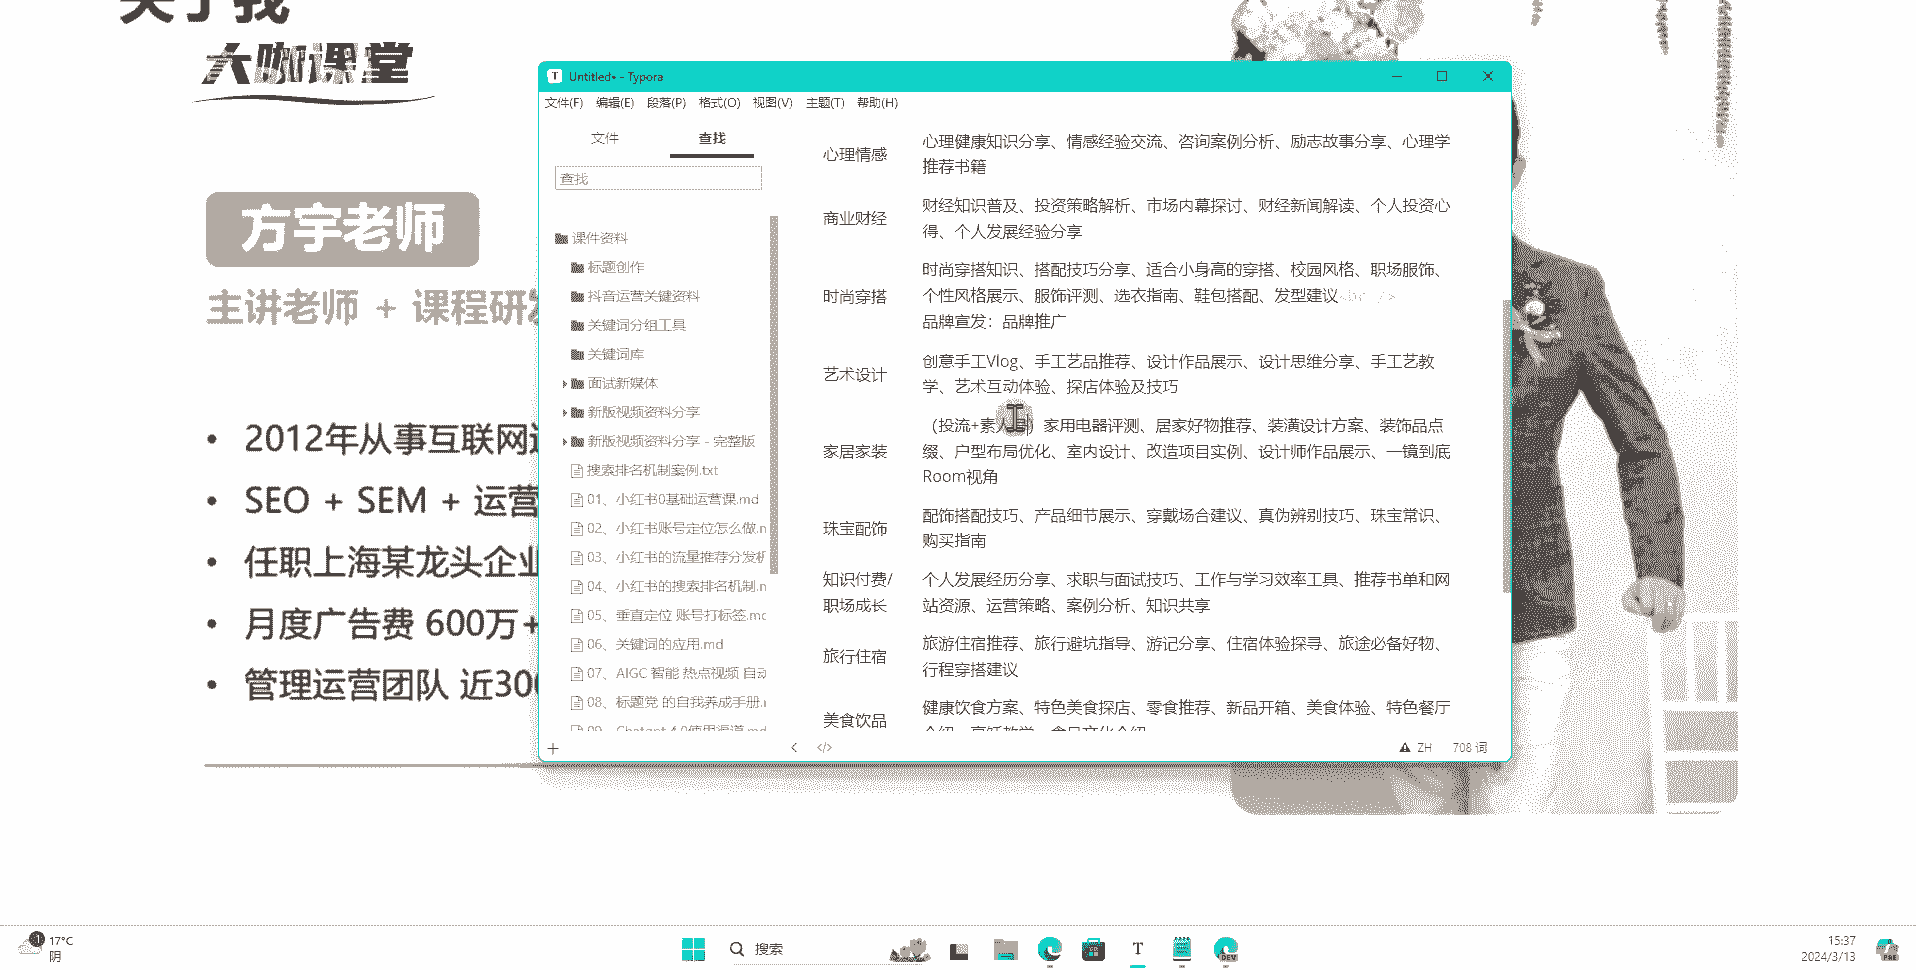 关于我
大咖课堂
方宇老师
主讲老师 + 课程研发
2012年从事互联网运
SEO + SEM + 运营
任职上海某龙头企业
月度广告费 600万+
管理运营团队 近300
Untitled• - Typora
文件(F) 编辑(E) 段落(P) 格式(O) 视图(V) 主题(T) 帮助(H)
文件 查找
查找
课件资料
标题创作
抖音运营关键资料
关键词分组工具
关键词库
面试新媒体
新版视频资料分享
新版视频资料分享 - 完整版
搜索排名机制案例.txt
01、小红书0基础运营课.md
02、小红书账号定位怎么做.n
03、小红书的流量推荐分发机
04、小红书的搜索排名机制.n
05、垂直定位 账号打标签.mc
06、关键词的应用.md
07、AIGC 智能 热点视频 自动
08、标题党 的自我养成手册.r
09、Chatgpt 4.0使用渠道.md
心理情感
心理健康知识分享、情感经验交流、咨询案例分析、励志故事分享、心理学
推荐书籍
商业财经
财经知识普及、投资策略解析、市场内幕探讨、财经新闻解读、个人投资心
得、个人发展经验分享
时尚穿搭
时尚穿搭知识、搭配技巧分享、适合小身高的穿搭、校园风格、职场服饰、
个性风格展示、服饰评测、选衣指南、鞋包搭配、发型建议<br />
品牌宣发：品牌推广
艺术设计
创意手工Vlog、手工艺品推荐、设计作品展示、设计思维分享、手工艺教
学、艺术互动体验、探店体验及技巧
家居家装
（投流+素人 家用电器评测、居家好物推荐、装潢设计方案、装饰品点
缀、户型布局优化、室内设计、改造项目实例、设计师作品展示、一镜到底
Room视角
珠宝配饰
配饰搭配技巧、产品细节展示、穿戴场合建议、真伪辨别技巧、珠宝常识、
购买指南
知识付费/
职场成长
个人发展经历分享、求职与面试技巧、工作与学习效率工具、推荐书单和网
站资源、运营策略、案例分析、知识共享
旅行住宿
旅游住宿推荐、旅行避坑指导、游记分享、住宿体验探寻、旅途必备好物、
行程穿搭建议
美食饮品
健康饮食方案、特色美食探店、零食推荐、新品开箱、美食体验、特色餐厅
介绍、烹饪教学、食品文化介绍
</> ZH 708 词
1 17°C
阴
搜索
T
DEV
15:37
2024/3/13
PRE